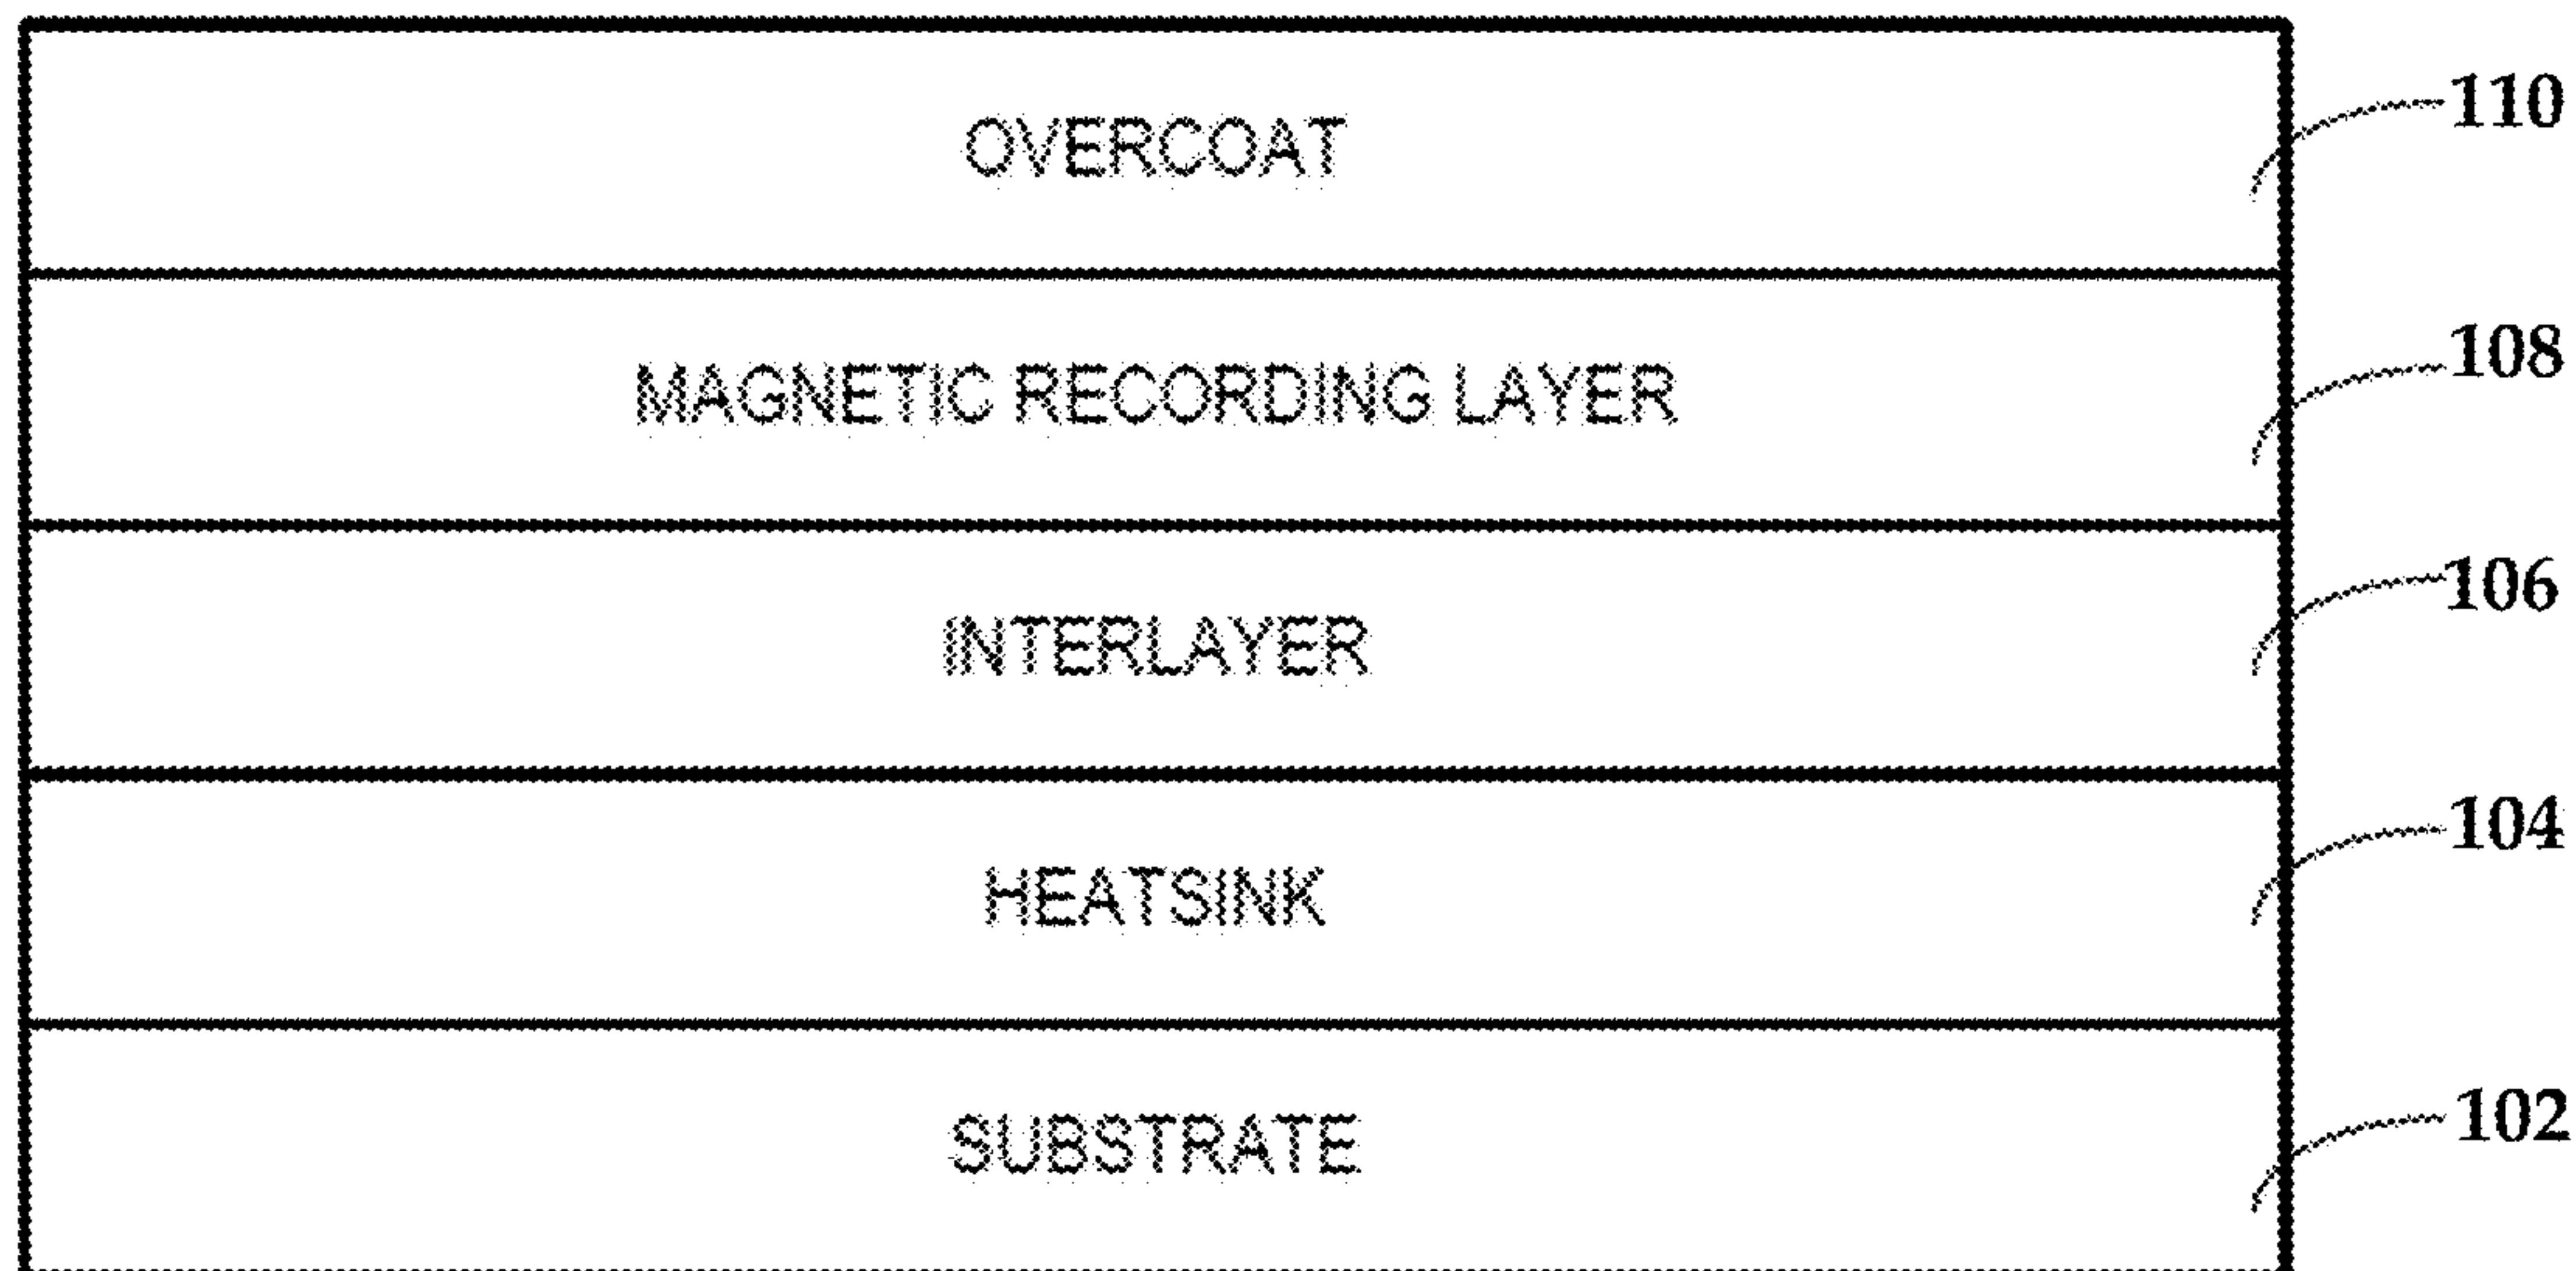 OVERCOAT
110
MAGNETIC RECORDING LAYER
108
INTERLAYER
106
HEATSINK
104
SUBSTRATE
102